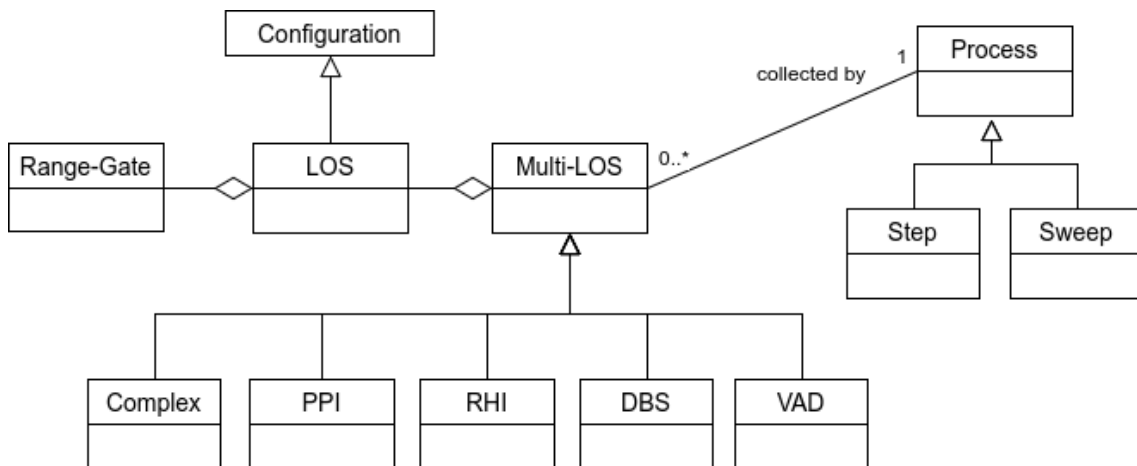 Configuration
Process
collected by
1
Range-Gate
LOS
Multi-LOS
0..*
Step
Sweep
Complex
PPI
RHI
DBS
VAD